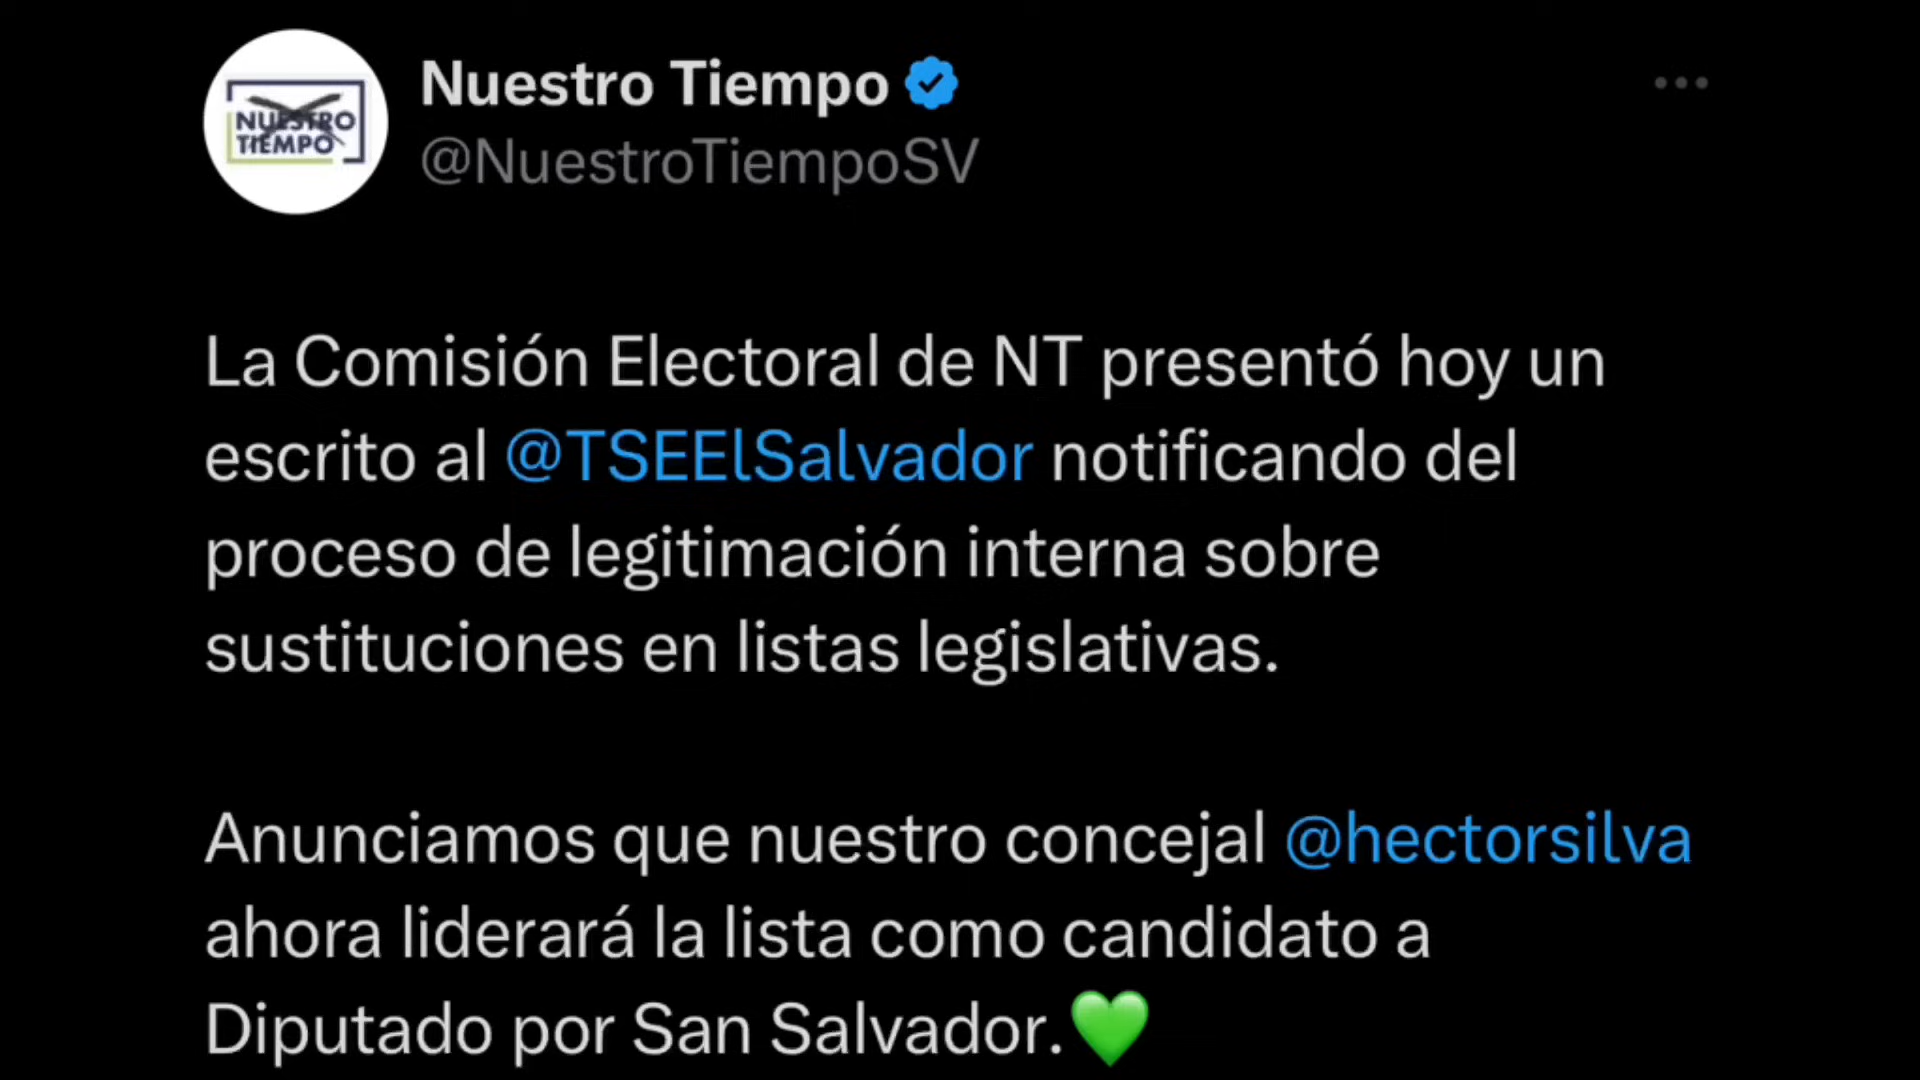 NUESTRO
TIEMPO
Nuestro Tiempo
@NuestroTiempoSV
La Comisión Electoral de NT presentó hoy un
escrito al @TSEElSalvador notificando del
proceso de legitimación interna sobre
sustituciones en listas legislativas.
Anunciamos que nuestro concejal @hectorsilva
ahora liderará la lista como candidato a
Diputado por San Salvador.💚